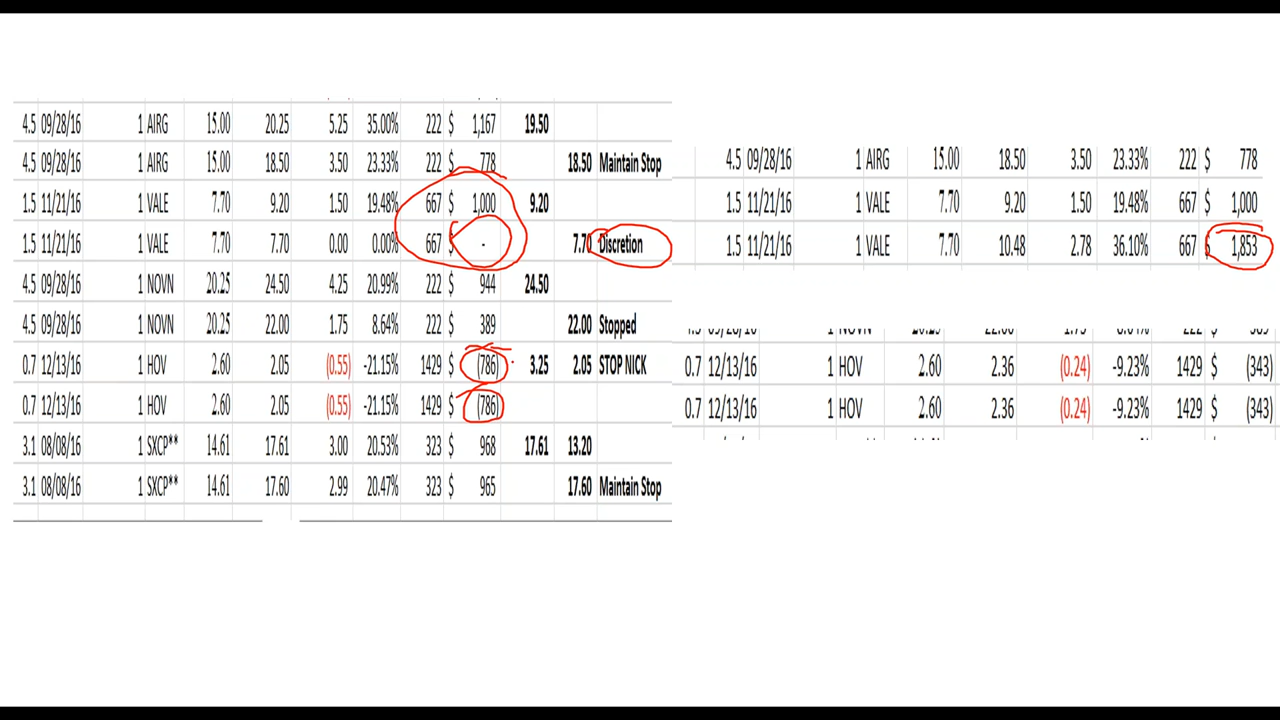 4.5 09/28/16 1 AIRG 15.00 20.25 5.25 35.00% 222 $ 1,167 19.50
4.5 09/28/16 1 AIRG 15.00 18.50 3.50 23.33% 222 $ 778 18.50 Maintain Stop
1.5 11/21/16 1 VALE 7.70 9.20 1.50 19.48% 667 $ 1,000 9.20
1.5 11/21/16 1 VALE 7.70 7.70 0.00 0.00% 667 $ - 7.70 Discretion
4.5 09/28/16 1 NOVN 20.25 24.50 4.25 20.99% 222 $ 944 24.50
4.5 09/28/16 1 NOVN 20.25 22.00 1.75 8.64% 222 $ 389 22.00 Stopped
0.7 12/13/16 1 HOV 2.60 2.05 (0.55) -21.15% 1429 $ (786) 3.25 2.05 STOP NICK
0.7 12/13/16 1 HOV 2.60 2.05 (0.55) -21.15% 1429 $ (786)
3.1 08/08/16 1 SXCP** 14.61 17.61 3.00 20.53% 323 $ 968 17.61 13.20
3.1 08/08/16 1 SXCP** 14.61 17.60 2.99 20.47% 323 $ 965 17.60 Maintain Stop
4.5 09/28/16 1 AIRG 15.00 18.50 3.50 23.33% 222 $ 778
1.5 11/21/16 1 VALE 7.70 9.20 1.50 19.48% 667 $ 1,000
1.5 11/21/16 1 VALE 7.70 10.48 2.78 36.10% 667 $ 1,853
0.7 12/13/16 1 HOV 2.60 2.36 (0.24) -9.23% 1429 $ (343)
0.7 12/13/16 1 HOV 2.60 2.36 (0.24) -9.23% 1429 $ (343)